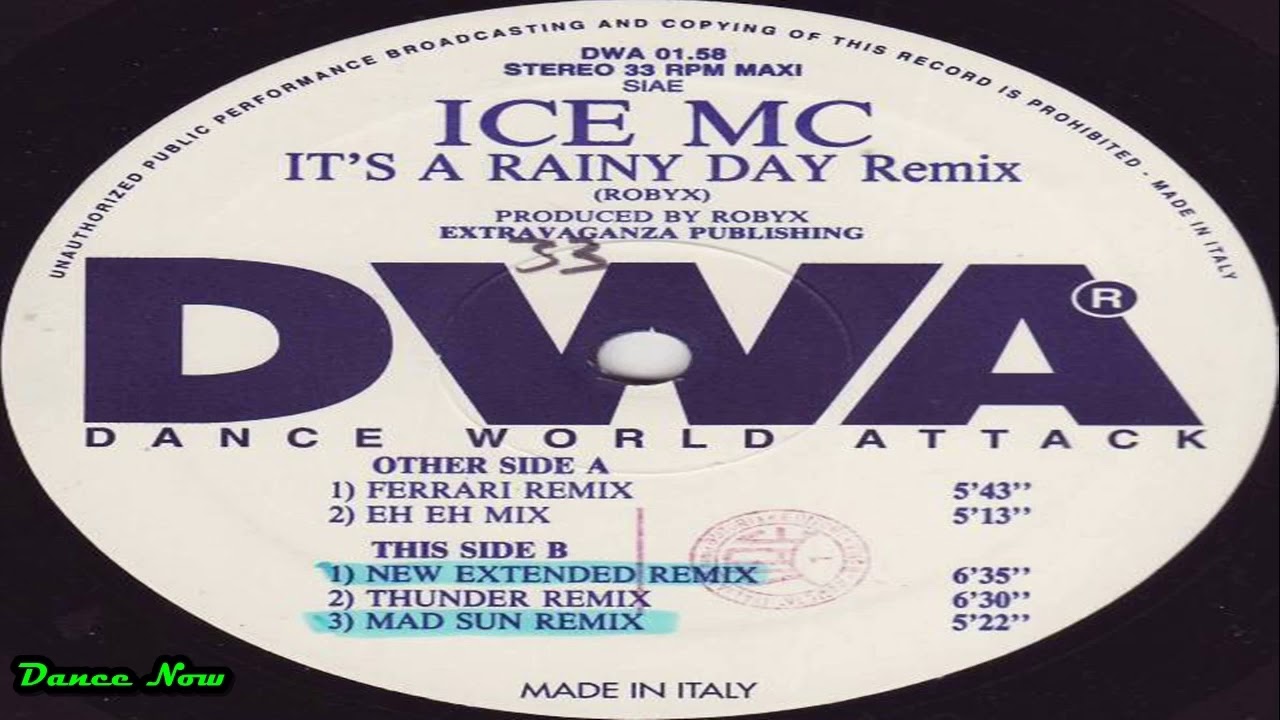 UNAUTHORIZED PUBLIC PERFORMANCE BROADCASTING AND COPYING OF THIS RECORD IS PROHIBITED - MADE IN ITALY
DWA 01.58
STEREO 33 RPM MAXI
SIAE
ICE MC
IT'S A RAINY DAY Remix
(ROBYX)
PRODUCED BY ROBYX
EXTRAVAGANZA PUBLISHING
33
DWA ®
DANCE WORLD ATTACK
OTHER SIDE A
1) FERRARI REMIX 5'43''
2) EH EH MIX 5'13''
THIS SIDE B
1) NEW EXTENDED REMIX 6'35''
2) THUNDER REMIX 6'30''
3) MAD SUN REMIX 5'22''
Dance Now
MADE IN ITALY